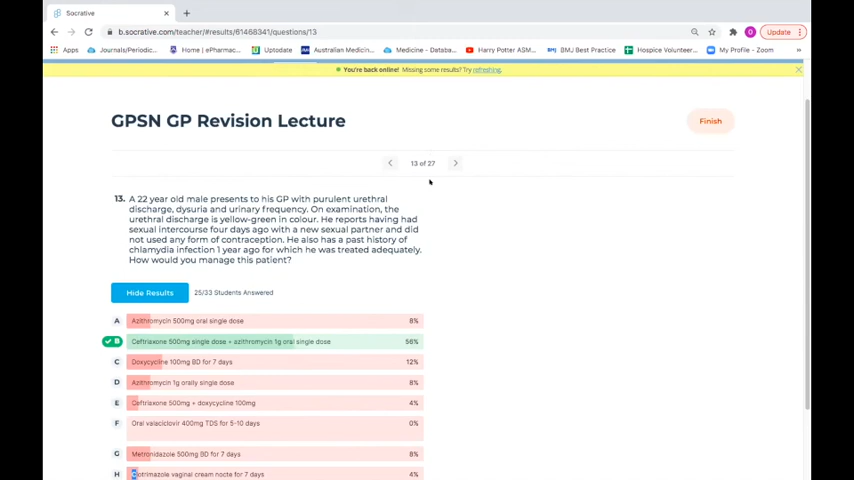 Socrative
b.socrative.com/teacher/#results/61468341/questions/13
Update
Apps
Journals/Periodic...
Home | ePharmac...
Uptodate
Australian Medicin...
Medicine - Databa...
Harry Potter ASM...
BMJ Best Practice
Hospice Volunteer...
My Profile - Zoom
You're back online! Missing some results? Try refreshing.
GPSN GP Revision Lecture
Finish
13 of 27
13. A 22 year old male presents to his GP with purulent urethral
discharge, dysuria and urinary frequency. On examination, the
urethral discharge is yellow-green in colour. He reports having had
sexual intercourse four days ago with a new sexual partner and did
not used any form of contraception. He also has a past history of
chlamydia infection 1 year ago for which he was treated adequately.
How would you manage this patient?
Hide Results 25/33 Students Answered
A Azithromycin 500mg oral single dose 8%
B Ceftriaxone 500mg single dose + azithromycin 1g oral single dose 56%
C Doxycycline 100mg BD for 7 days 12%
D Azithromycin 1g orally single dose 8%
E Ceftriaxone 500mg + doxycycline 100mg 4%
F Oral valaciclovir 400mg TDS for 5-10 days 0%
G Metronidazole 500mg BD for 7 days 8%
H Clotrimazole vaginal cream nocte for 7 days 4%